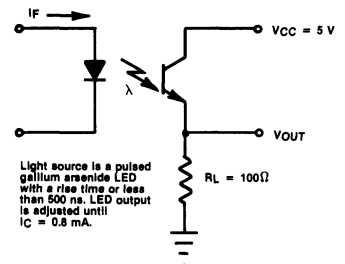 IF
VCC = 5 V
λ
VOUT
Light source is a pulsed
gallium arsenide LED
with a rise time or less
than 500 ns. LED output
is adjusted until
IC = 0.8 mA.
RL = 100Ω